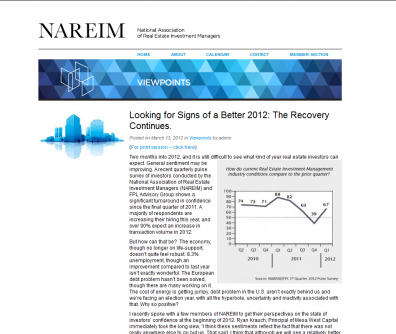 NAREIM
National Association
of Real Estate Investment Managers
HOME ABOUT CALENDAR CONTACT MEMBER SECTION
VIEWPOINTS
Looking for Signs of a Better 2012: The Recovery
Continues.
Posted on March 13, 2012 in Viewpoints by admin
(For print version – click here)
Two months into 2012, and it is still difficult to see what kind of year real estate investors can
expect. General sentiment may be
improving. A recent quarterly pulse
survey of investors conducted by the
National Association of Real Estate
Investment Managers (NAREIM) and
FPL Advisory Group shows a
significant turnaround in confidence
since the final quarter of 2011. A
majority of respondents are
increasing their hiring this year, and
over 90% expect an increase in
transaction volume in 2012.
How do current Real Estate Investment Management
industry conditions compare to the prior quarter?
100
80
60
40
20
0
74 73 71 88 82 63 39 67
Q2 Q3 Q4 Q1 Q2 Q3 Q4 Q1
2010 2011 2012
Source: NAREIM/FPL 1st Quarter, 2012 Pulse Survey
But how can that be? The economy,
though no longer on life-support,
doesn't quite feel robust. 8.3%
unemployment, though an
improvement compared to last year
isn't exactly wonderful. The European
debt problem hasn't been solved,
though there are many working on it.
The cost of energy is getting jumpy, debt problem in the U.S. aren't exactly behind us and
we're facing an election year, with all the hyperbole, uncertainty and inactivity associated with
that. Why so positive?
I recently spoke with a few members of NAREIM to get their perspectives on the state of
investors' confidence at the beginning of 2012. Ryan Krauch, Principal of Mesa West Capital
immediately took the long view, "I think these sentiments reflect the fact that there was not
really anywhere else to go but up. That said, I think that although we will see a relatively better